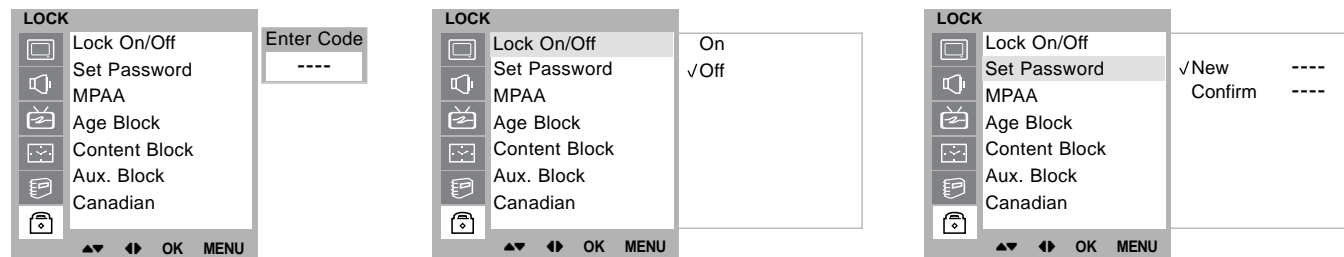 LOCK
Lock On/Off
Set Password
MPAA
Age Block
Content Block
Aux. Block
Canadian
OK MENU
Enter Code
----
LOCK
Lock On/Off
Set Password
MPAA
Age Block
Content Block
Aux. Block
Canadian
OK MENU
On
√Off
LOCK
Lock On/Off
Set Password
MPAA
Age Block
Content Block
Aux. Block
Canadian
OK MENU
√New ----
Confirm ----